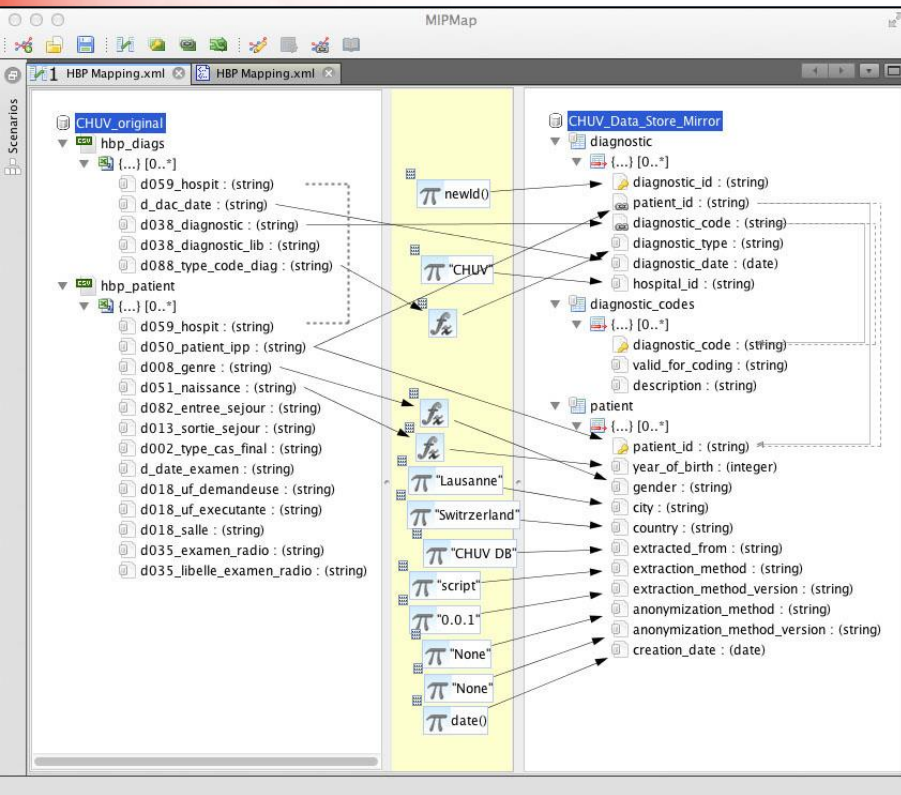 MIPMap
1 HBP Mapping.xml
HBP Mapping.xml
Scenarios
CHUV_original
hbp_diags
{...} [0..*]
d059_hospit : (string)
d_dac_date : (string)
d038_diagnostic : (string)
d038_diagnostic_lib : (string)
d088_type_code_diag : (string)
hbp_patient
{...} [0..*]
d059_hospit : (string)
d050_patient_ipp : (string)
d008_genre : (string)
d051_naissance : (string)
d082_entree_sejour : (string)
d013_sortie_sejour : (string)
d002_type_cas_final : (string)
d_date_examen : (string)
d018_uf_demandeuse : (string)
d018_uf_executante : (string)
d018_salle : (string)
d035_examen_radio : (string)
d035_libelle_examen_radio : (string)
π newId()
π "CHUV"
fx
fx
fx
π "Lausanne"
π "Switrzerland"
π "CHUV DB"
π "script"
π "0.0.1"
π "None"
π "None"
π date()
CHUV_Data_Store_Mirror
diagnostic
{...} [0..*]
diagnostic_id : (string)
patient_id : (string)
diagnostic_code : (string)
diagnostic_type : (string)
diagnostic_date : (date)
hospital_id : (string)
diagnostic_codes
{...} [0..*]
diagnostic_code : (string)
valid_for_coding : (string)
description : (string)
patient
{...} [0..*]
patient_id : (string)
year_of_birth : (integer)
gender : (string)
city : (string)
country : (string)
extracted_from : (string)
extraction_method : (string)
extraction_method_version : (string)
anonymization_method : (string)
anonymization_method_version : (string)
creation_date : (date)